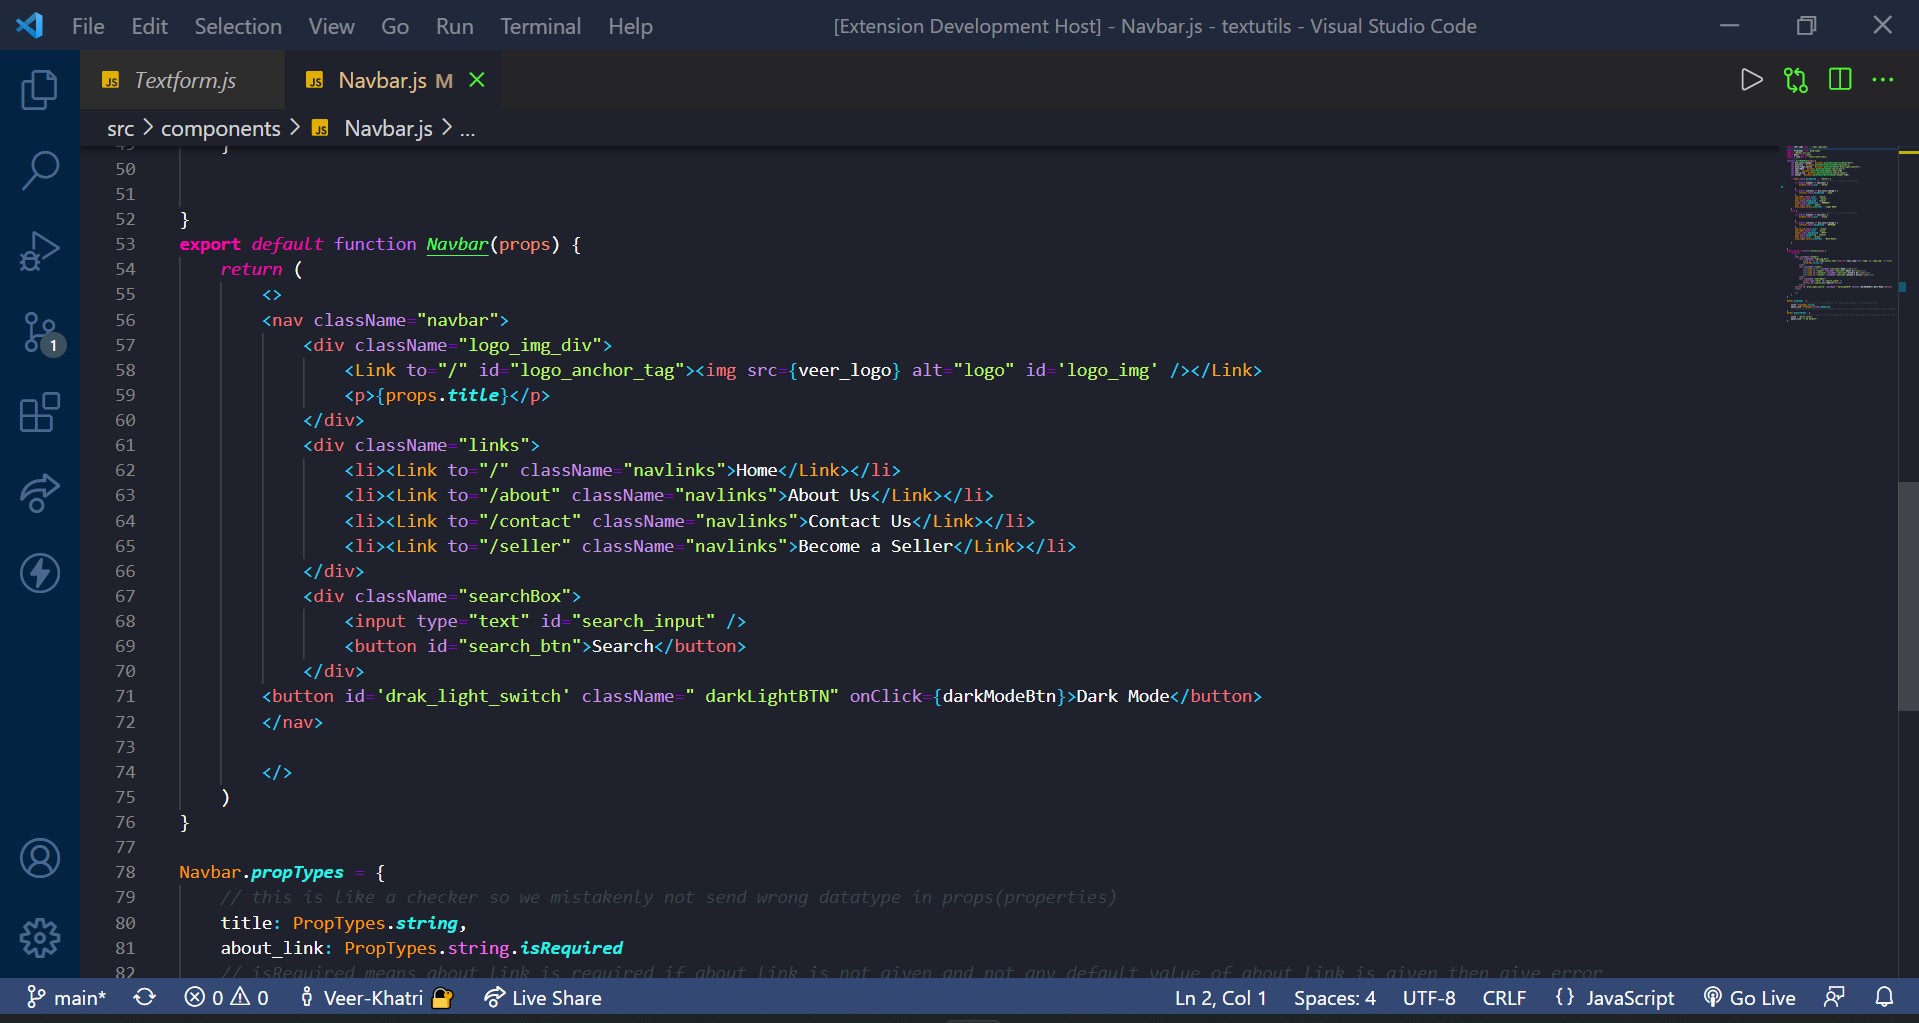 File Edit Selection View Go Run Terminal Help [Extension Development Host] - Navbar.js - textutils - Visual Studio Code
JS Textform.js JS Navbar.js M
src > components > JS Navbar.js > ...
49 }
50
51
52 }
53 export default function Navbar(props) {
54 return (
55 <>
56 <nav className="navbar">
57 <div className="logo_img_div">
58 <Link to="/" id="logo_anchor_tag"><img src={veer_logo} alt="logo" id='logo_img' /></Link>
59 <p>{props.title}</p>
60 </div>
61 <div className="links">
62 <li><Link to="/" className="navlinks">Home</Link></li>
63 <li><Link to="/about" className="navlinks">About Us</Link></li>
64 <li><Link to="/contact" className="navlinks">Contact Us</Link></li>
65 <li><Link to="/seller" className="navlinks">Become a Seller</Link></li>
66 </div>
67 <div className="searchBox">
68 <input type="text" id="search_input" />
69 <button id="search_btn">Search</button>
70 </div>
71 <button id='drak_light_switch' className=" darkLightBTN" onClick={darkModeBtn}>Dark Mode</button>
72 </nav>
73
74 </>
75 )
76 }
77
78 Navbar.propTypes = {
79 // this is like a checker so we mistakenly not send wrong datatype in props(properties)
80 title: PropTypes.string,
81 about_link: PropTypes.string.isRequired
82 // isRequired means about link is required if about link is not given and not any default value of about link is given then give error
1
main* 0 0 Veer-Khatri Live Share Ln 2, Col 1 Spaces: 4 UTF-8 CRLF {} JavaScript Go Live